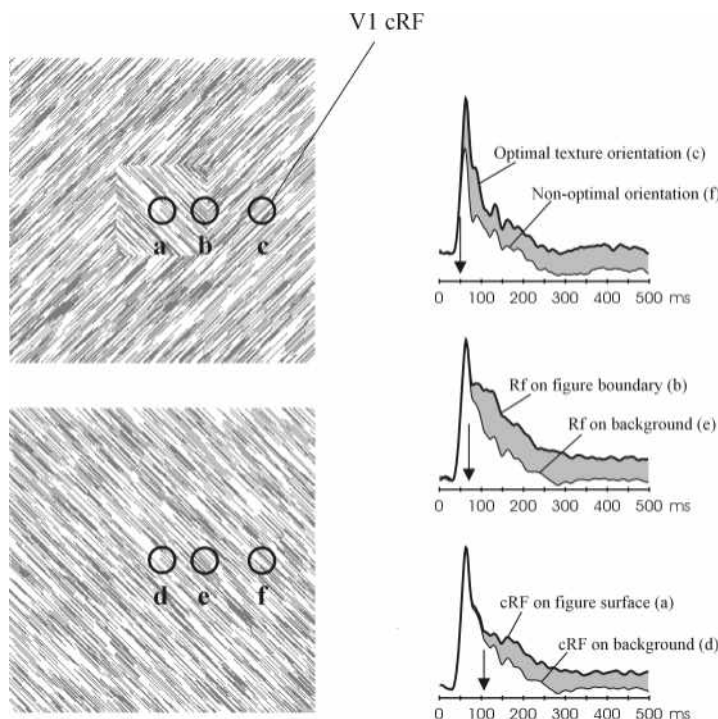 V1 cRF
a b c
d e f
Optimal texture orientation (c)
Non-optimal orientation (f)
0 100 200 300 400 500 ms
Rf on figure boundary (b)
Rf on background (e)
0 100 200 300 400 500 ms
cRF on figure surface (a)
cRF on background (d)
0 100 200 300 400 500 ms